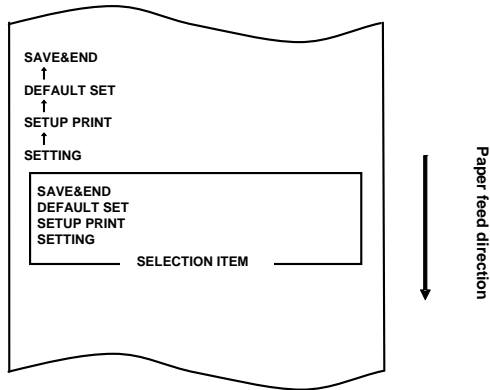 SAVE&END
↑
DEFAULT SET
↑
SETUP PRINT
↑
SETTING
SAVE&END
DEFAULT SET
SETUP PRINT
SETTING
SELECTION ITEM
Paper feed direction